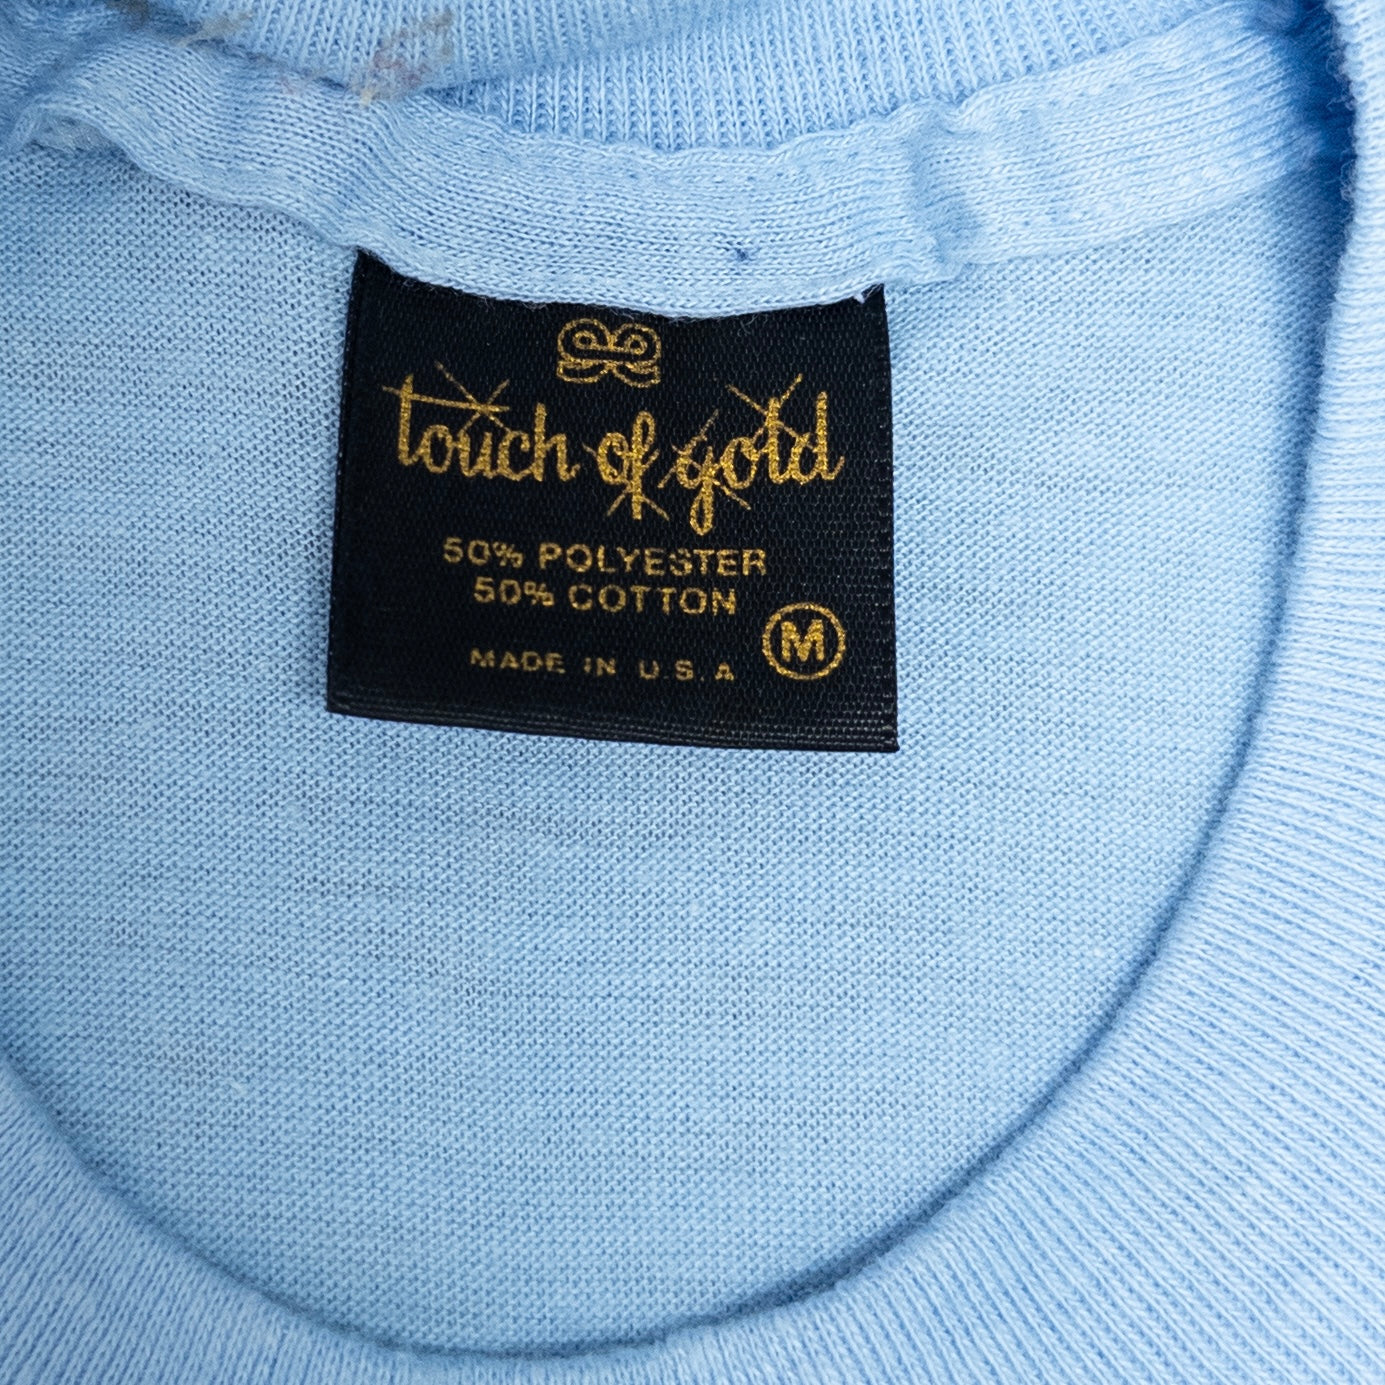 touch of gold
50% POLYESTER
50% COTTON
M
MADE IN U.S.A